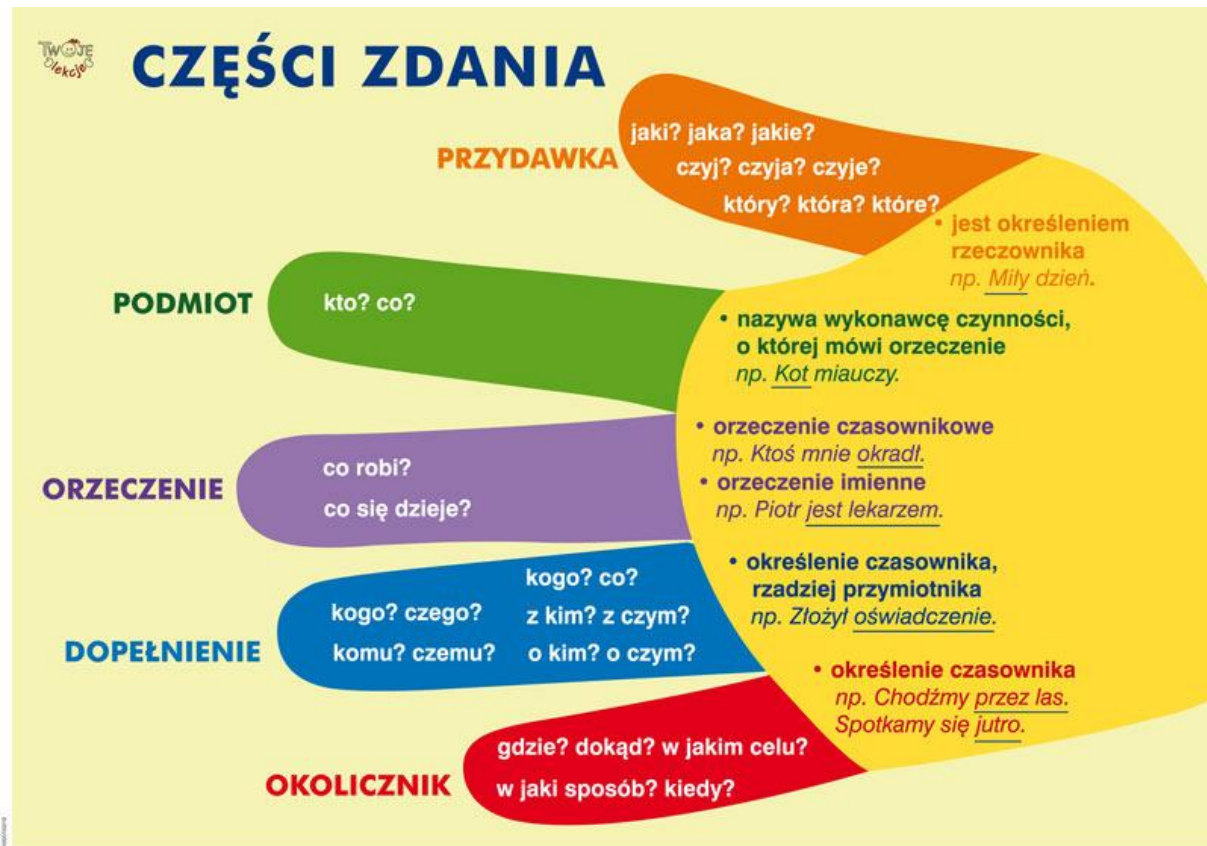 TWOJE
lekcje
CZĘŚCI ZDANIA
PRZYDAWKA
jaki? jaka? jakie?
czyj? czyja? czyje?
który? która? które?
• jest określeniem
rzeczownika
np. Miły dzień.
PODMIOT
kto? co?
• nazywa wykonawcę czynności,
o której mówi orzeczenie
np. Kot miauczy.
ORZECZENIE
co robi?
co się dzieje?
• orzeczenie czasownikowe
np. Ktoś mnie okradł.
• orzeczenie imienne
np. Piotr jest lekarzem.
DOPEŁNIENIE
kogo? czego?
komu? czemu?
kogo? co?
z kim? z czym?
o kim? o czym?
• określenie czasownika,
rzadziej przymiotnika
np. Złożył oświadczenie.
OKOLICZNIK
gdzie? dokąd? w jakim celu?
w jaki sposób? kiedy?
• określenie czasownika
np. Chodźmy przez las.
Spotkamy się jutro.